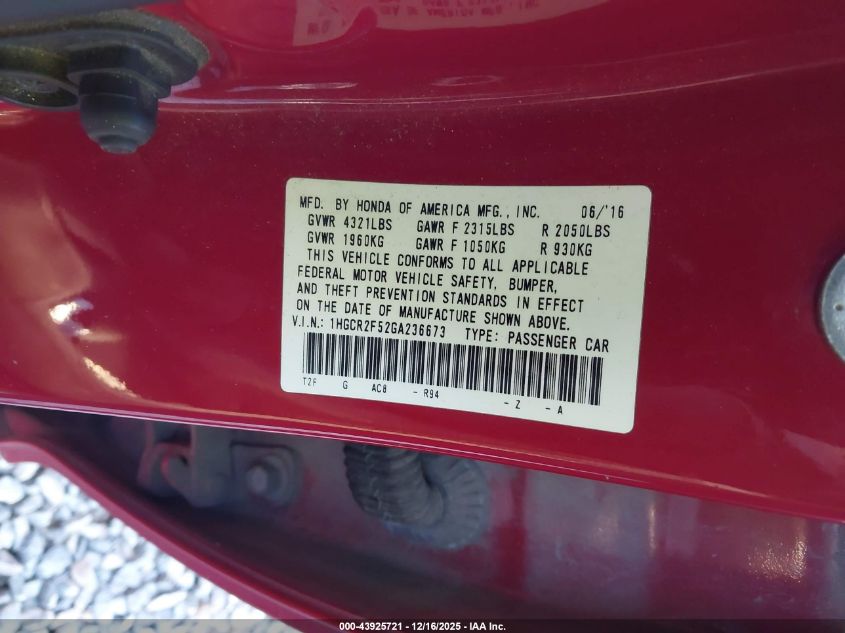 MFD. BY HONDA OF AMERICA MFG., INC. 06/'16
GVWR 4321LBS GAWR F 2315LBS R 2050LBS
GVWR 1960KG GAWR F 1050KG R 930KG
THIS VEHICLE CONFORMS TO ALL APPLICABLE
FEDERAL MOTOR VEHICLE SAFETY, BUMPER,
AND THEFT PREVENTION STANDARDS IN EFFECT
ON THE DATE OF MANUFACTURE SHOWN ABOVE.
V.I.N.: 1HGCR2F52GA236673 TYPE: PASSENGER CAR
T2F G AC8 - R94 - Z - A
000-43925721 - 12/16/2025 - IAA Inc.